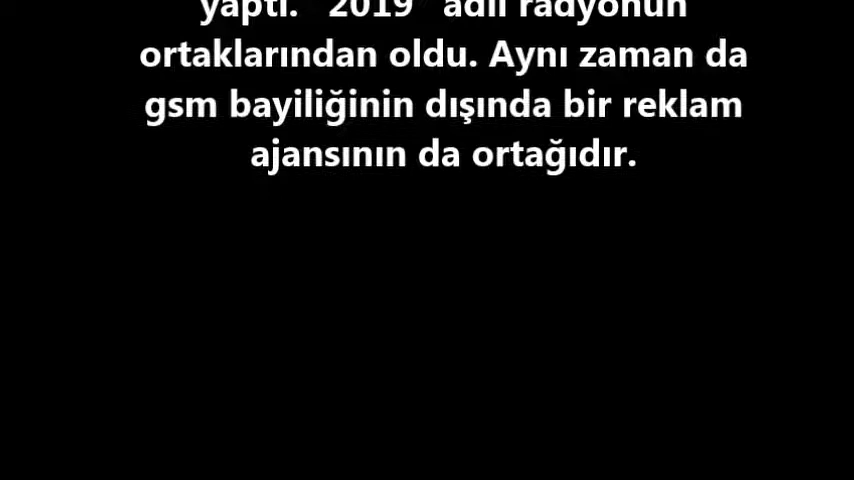 yaptı. "2019" adlı radyonun
ortaklarından oldu. Aynı zaman da
gsm bayiliğinin dışında bir reklam
ajansının da ortağıdır.